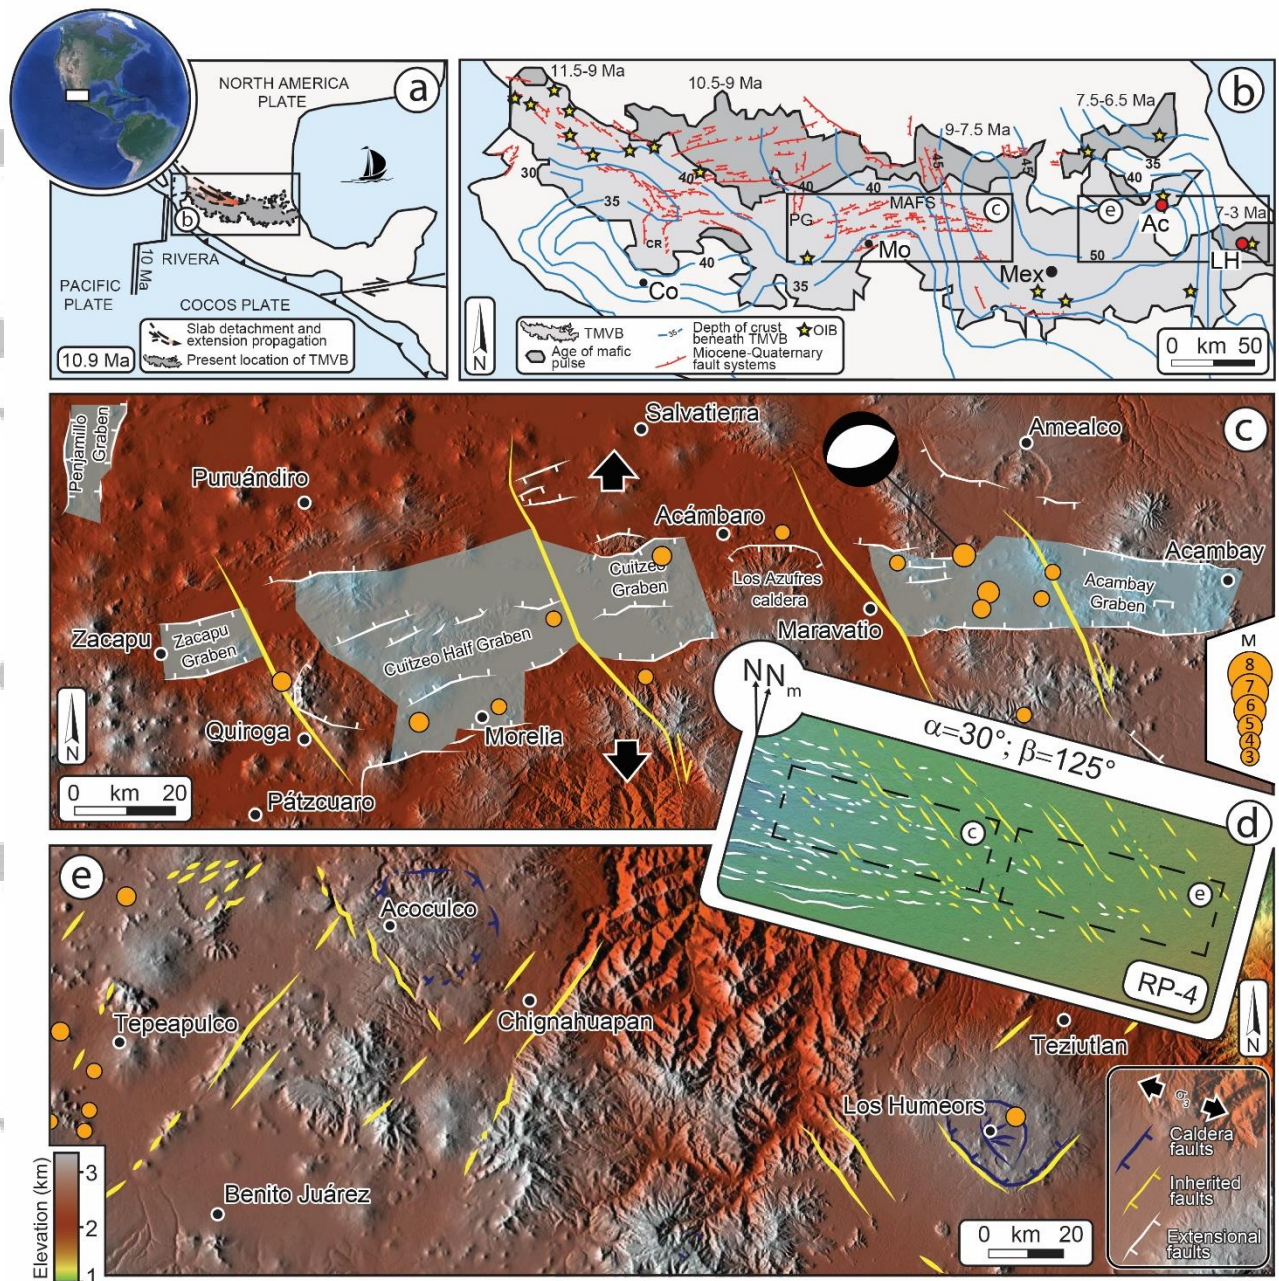 a
NORTH AMERICA
PLATE
b
10 Ma
RIVERA
PACIFIC
PLATE
COCOS PLATE
Slab detachment and
extension propagation
Present location of TMVB
10.9 Ma
b
11.5-9 Ma
10.5-9 Ma
7.5-6.5 Ma
9-7.5 Ma
30
35
40
40
40
45
45
35
40
PG
MAFS
c
e
Ac
7-3 Ma
CR
40
Mo
50
LH
Co
35
Mex
N
TMVB
Age of mafic
pulse
35
Depth of crust
beneath TMVB
Miocene-Quaternary
fault systems
OIB
0 km 50
c
Penjamillo
Graben
Salvatierra
Amealco
Puruándiro
Acámbaro
Acambay
Cuitzeo
Graben
Los Azufres
caldera
Acambay
Graben
Zacapu
Zacapu
Graben
Cuitzeo Half Graben
Maravatio
M
8
7
6
5
4
3
N
Quiroga
Morelia
0 km 20
Pátzcuaro
N
N m
α=30°; β=125°
d
c
e
RP-4
e
Acoculco
Tepeapulco
Chignahuapan
N
Teziutlan
Los Humeors
σ3
Caldera
faults
Inherited
faults
Extensional
faults
Benito Juárez
0 km 20
Elevation (km)
3
2
1